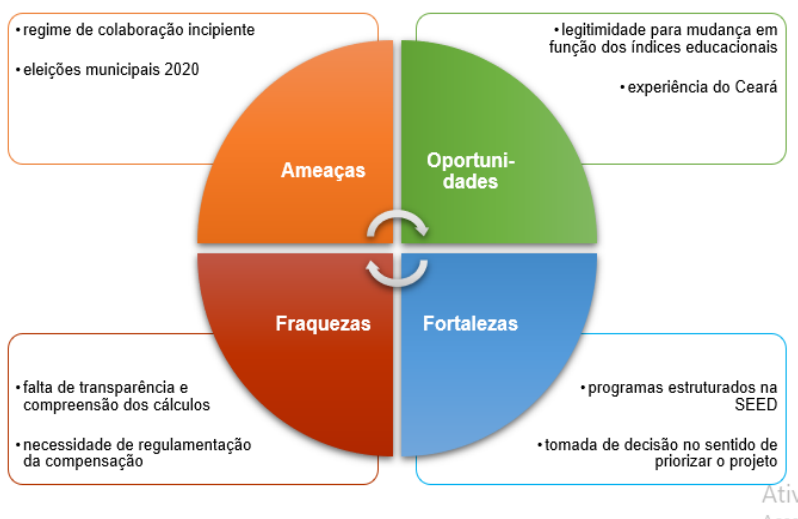 • regime de colaboração incipiente
• eleições municipais 2020
• legitimidade para mudança em
função dos índices educacionais
• experiência do Ceará
Ameaças
Oportuni-
dades
Fraquezas
Fortalezas
• falta de transparência e
compreensão dos cálculos
• necessidade de regulamentação
da compensação
• programas estruturados na
SEED
• tomada de decisão no sentido de
priorizar o projeto
Ativ